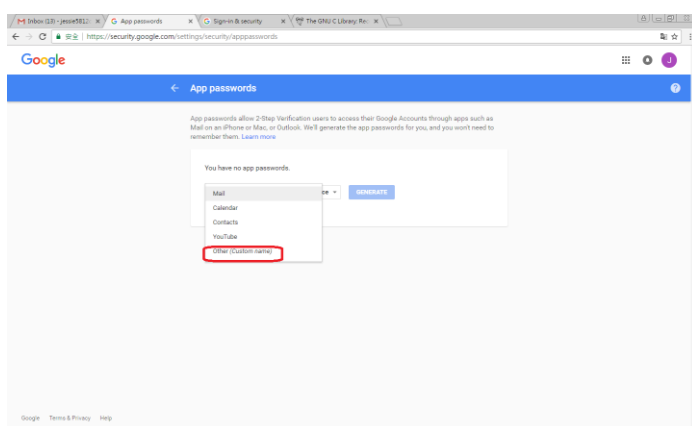 Inbox (13) - jessie5812
App passwords
Sign-in & security
The GNU C Library: Re
安全 | https://security.google.com/settings/security/apppasswords
Google
J
App passwords
App passwords allow 2-Step Verification users to access their Google Accounts through apps such as
Mail on an iPhone or Mac, or Outlook. We'll generate the app passwords for you, and you won't need to
remember them. Learn more
You have no app passwords.
Mail
GENERATE
Calendar
Contacts
YouTube
Other (Custom name)
Google Terms & Privacy Help